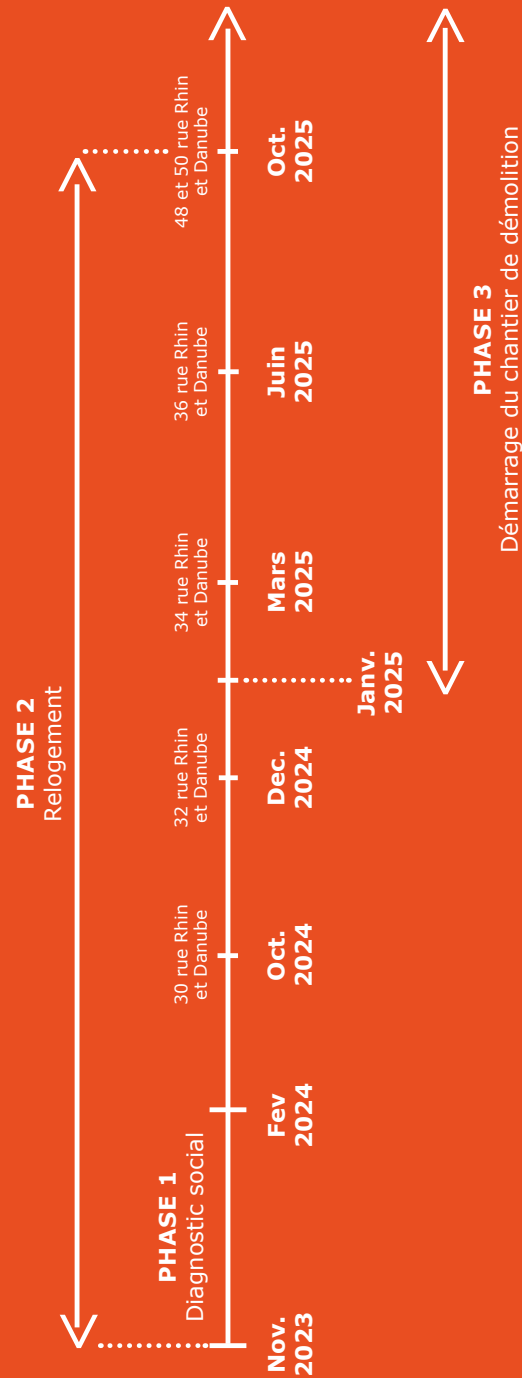 PHASE 2
Relogement
PHASE 1
Diagnostic social
30 rue Rhin
et Danube
32 rue Rhin
et Danube
34 rue Rhin
et Danube
36 rue Rhin
et Danube
48 et 50 rue Rhin
et Danube
Nov.
2023
Fev
2024
Oct.
2024
Dec.
2024
Janv.
2025
Mars
2025
Juin
2025
Oct.
2025
PHASE 3
Démarrage du chantier de démolition